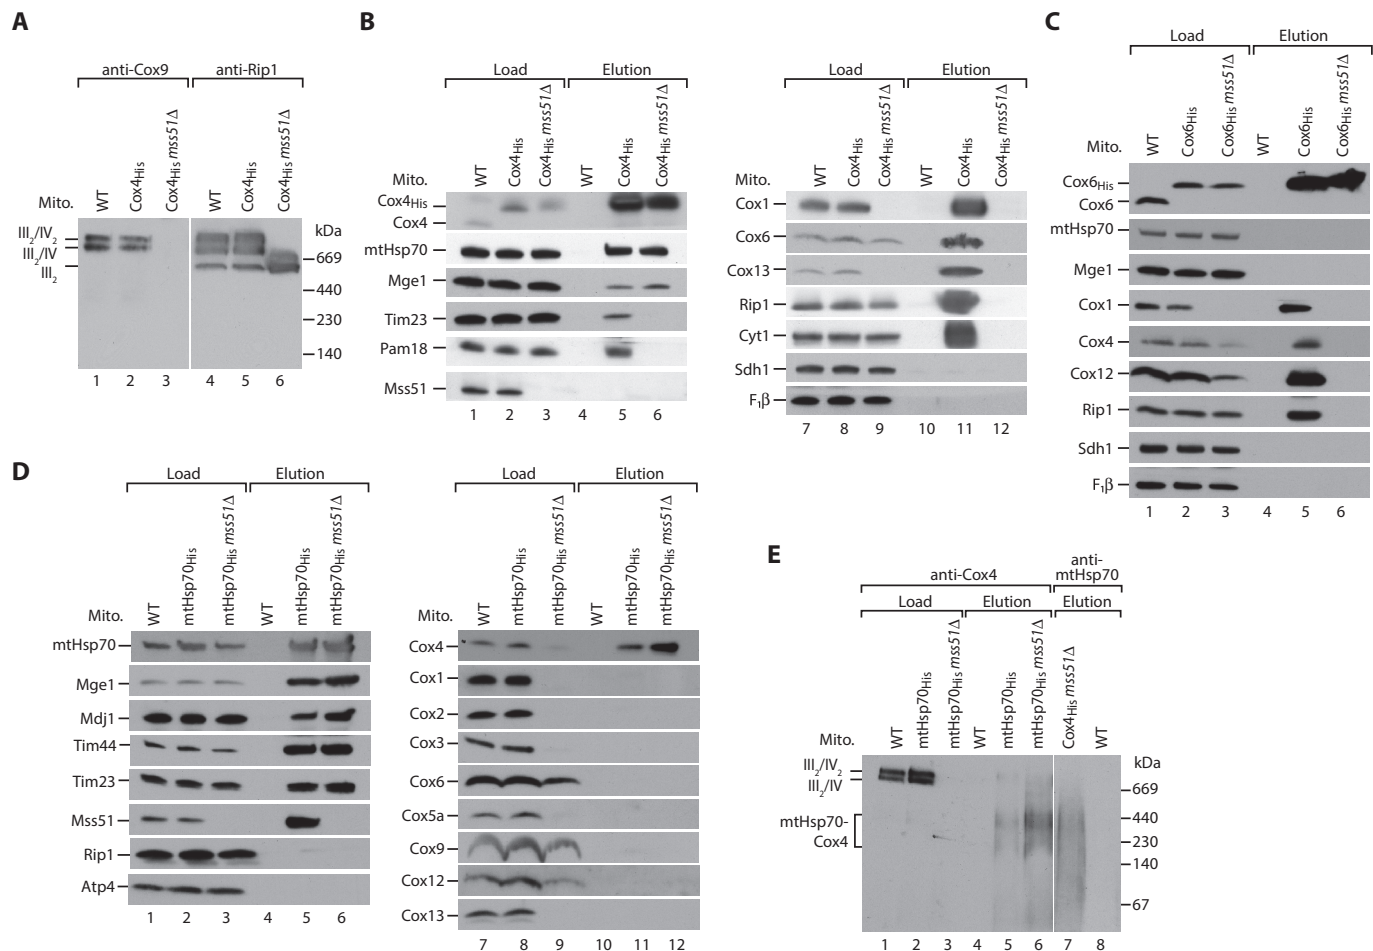 A
anti-Cox9
anti-Rip1
Mito.
WT
Cox4His
Cox4His mss51Δ
WT
Cox4His
Cox4His mss51Δ
III2/IV2
III2/IV
III2
kDa
669
440
230
140
1 2 3 4 5 6
B
Load
Elution
Mito.
WT
Cox4His
Cox4His mss51Δ
WT
Cox4His
Cox4His mss51Δ
Cox4His
Cox4
mtHsp70
Mge1
Tim23
Pam18
Mss51
1 2 3 4 5 6
Load
Elution
Mito.
WT
Cox4His
Cox4His mss51Δ
WT
Cox4His
Cox4His mss51Δ
Cox1
Cox6
Cox13
Rip1
Cyt1
Sdh1
F1β
7 8 9 10 11 12
C
Load
Elution
Mito.
WT
Cox6His
Cox6His mss51Δ
WT
Cox6His
Cox6His mss51Δ
Cox6His
Cox6
mtHsp70
Mge1
Cox1
Cox4
Cox12
Rip1
Sdh1
F1β
1 2 3 4 5 6
D
Load
Elution
Mito.
WT
mtHsp70His
mtHsp70His mss51Δ
WT
mtHsp70His
mtHsp70His mss51Δ
mtHsp70
Mge1
Mdj1
Tim44
Tim23
Mss51
Rip1
Atp4
1 2 3 4 5 6
Load
Elution
Mito.
WT
mtHsp70His
mtHsp70His mss51Δ
WT
mtHsp70His
mtHsp70His mss51Δ
Cox4
Cox1
Cox2
Cox3
Cox6
Cox5a
Cox9
Cox12
Cox13
7 8 9 10 11 12
E
anti-Cox4
anti-
mtHsp70
Load
Elution
Elution
Mito.
WT
mtHsp70His
mtHsp70His mss51Δ
WT
mtHsp70His
mtHsp70His mss51Δ
Cox4His mss51Δ
WT
III2/IV2
III2/IV
mtHsp70-
Cox4
kDa
669
440
230
140
67
1 2 3 4 5 6 7 8